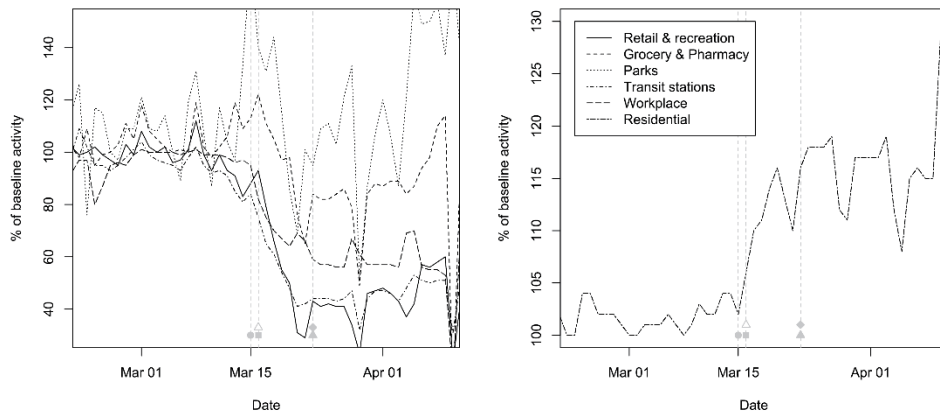 % of baseline activity
140
120
100
80
60
40
Mar 01
Mar 15
Apr 01
Date
% of baseline activity
130
125
120
115
110
105
100
Retail & recreation
Grocery & Pharmacy
Parks
Transit stations
Workplace
Residential
Mar 01
Mar 15
Apr 01
Date